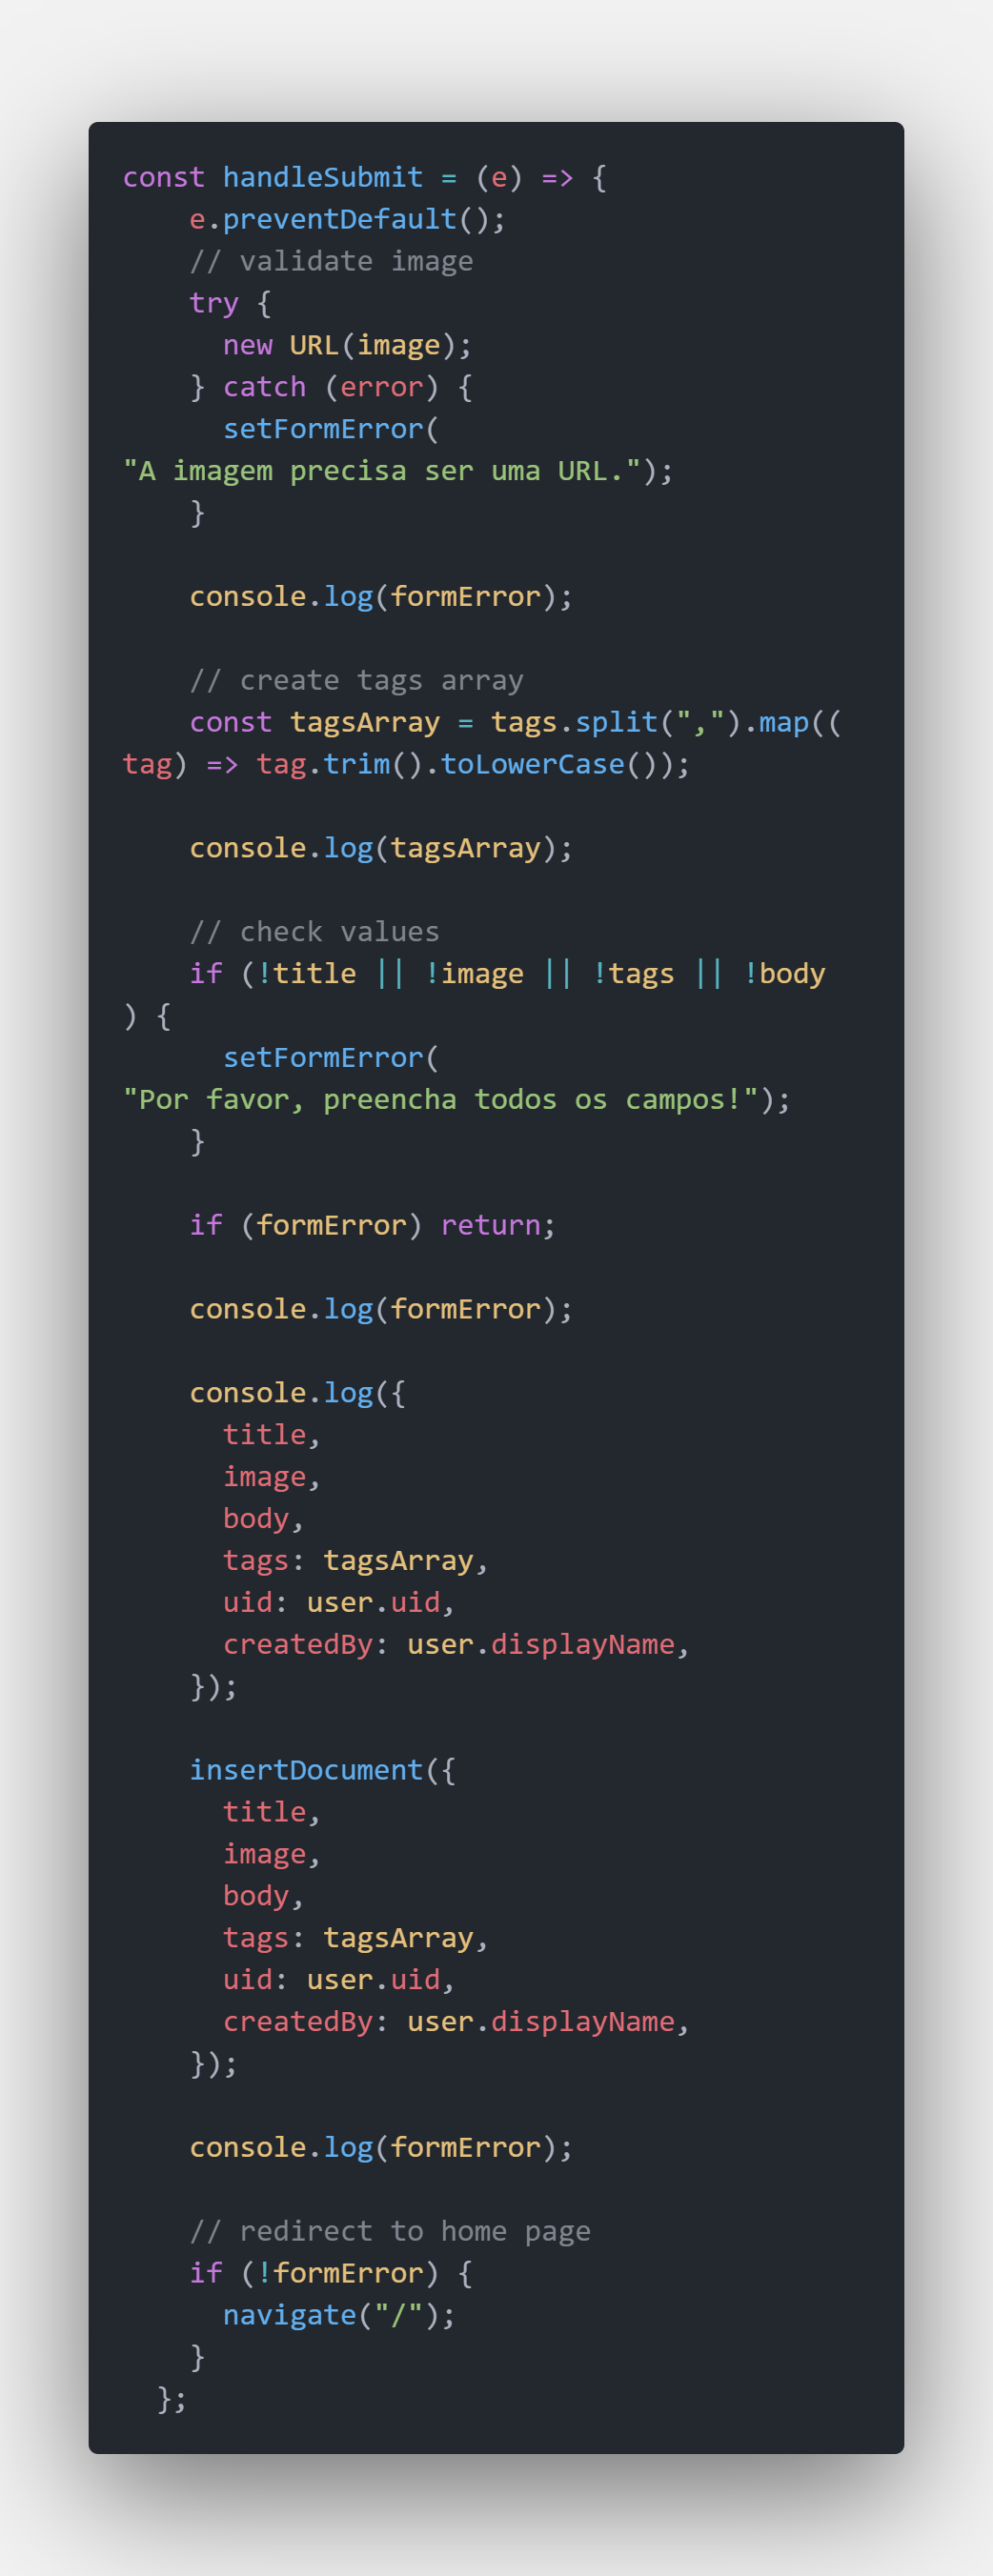 const handleSubmit = (e) => {
    e.preventDefault();
    // validate image
    try {
      new URL(image);
    } catch (error) {
      setFormError(
"A imagem precisa ser uma URL.");
    }

    console.log(formError);

    // create tags array
    const tagsArray = tags.split(",").map((
tag) => tag.trim().toLowerCase());

    console.log(tagsArray);

    // check values
    if (!title || !image || !tags || !body
) {
      setFormError(
"Por favor, preencha todos os campos!");
    }

    if (formError) return;

    console.log(formError);

    console.log({
      title,
      image,
      body,
      tags: tagsArray,
      uid: user.uid,
      createdBy: user.displayName,
    });

    insertDocument({
      title,
      image,
      body,
      tags: tagsArray,
      uid: user.uid,
      createdBy: user.displayName,
    });

    console.log(formError);

    // redirect to home page
    if (!formError) {
      navigate("/");
    }
  };